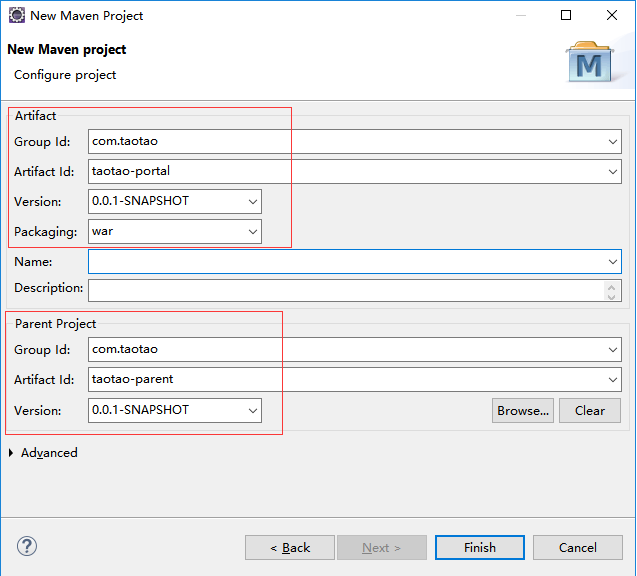 New Maven Project
New Maven project
Configure project
M
Artifact
Group Id: com.taotao
Artifact Id: taotao-portal
Version: 0.0.1-SNAPSHOT
Packaging: war
Name:
Description:
Parent Project
Group Id: com.taotao
Artifact Id: taotao-parent
Version: 0.0.1-SNAPSHOT Browse... Clear
Advanced
? < Back Next > Finish Cancel